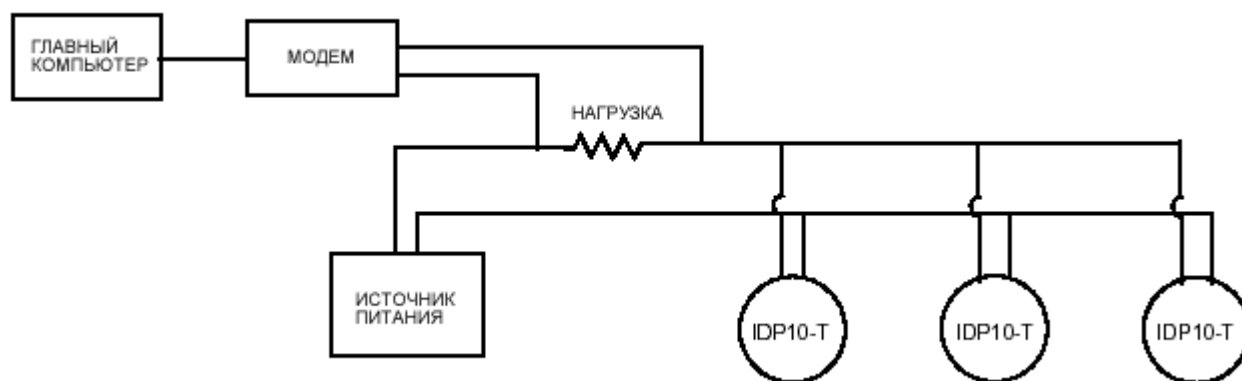 ГЛАВНЫЙ
КОМПЬЮТЕР
МОДЕМ
НАГРУЗКА
ИСТОЧНИК
ПИТАНИЯ
IDP10-T
IDP10-T
IDP10-T